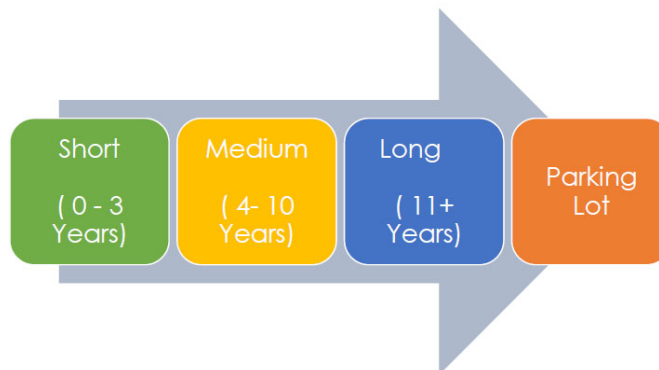 Short
( 0 - 3
Years)
Medium
( 4- 10
Years)
Long
( 11+
Years)
Parking
Lot